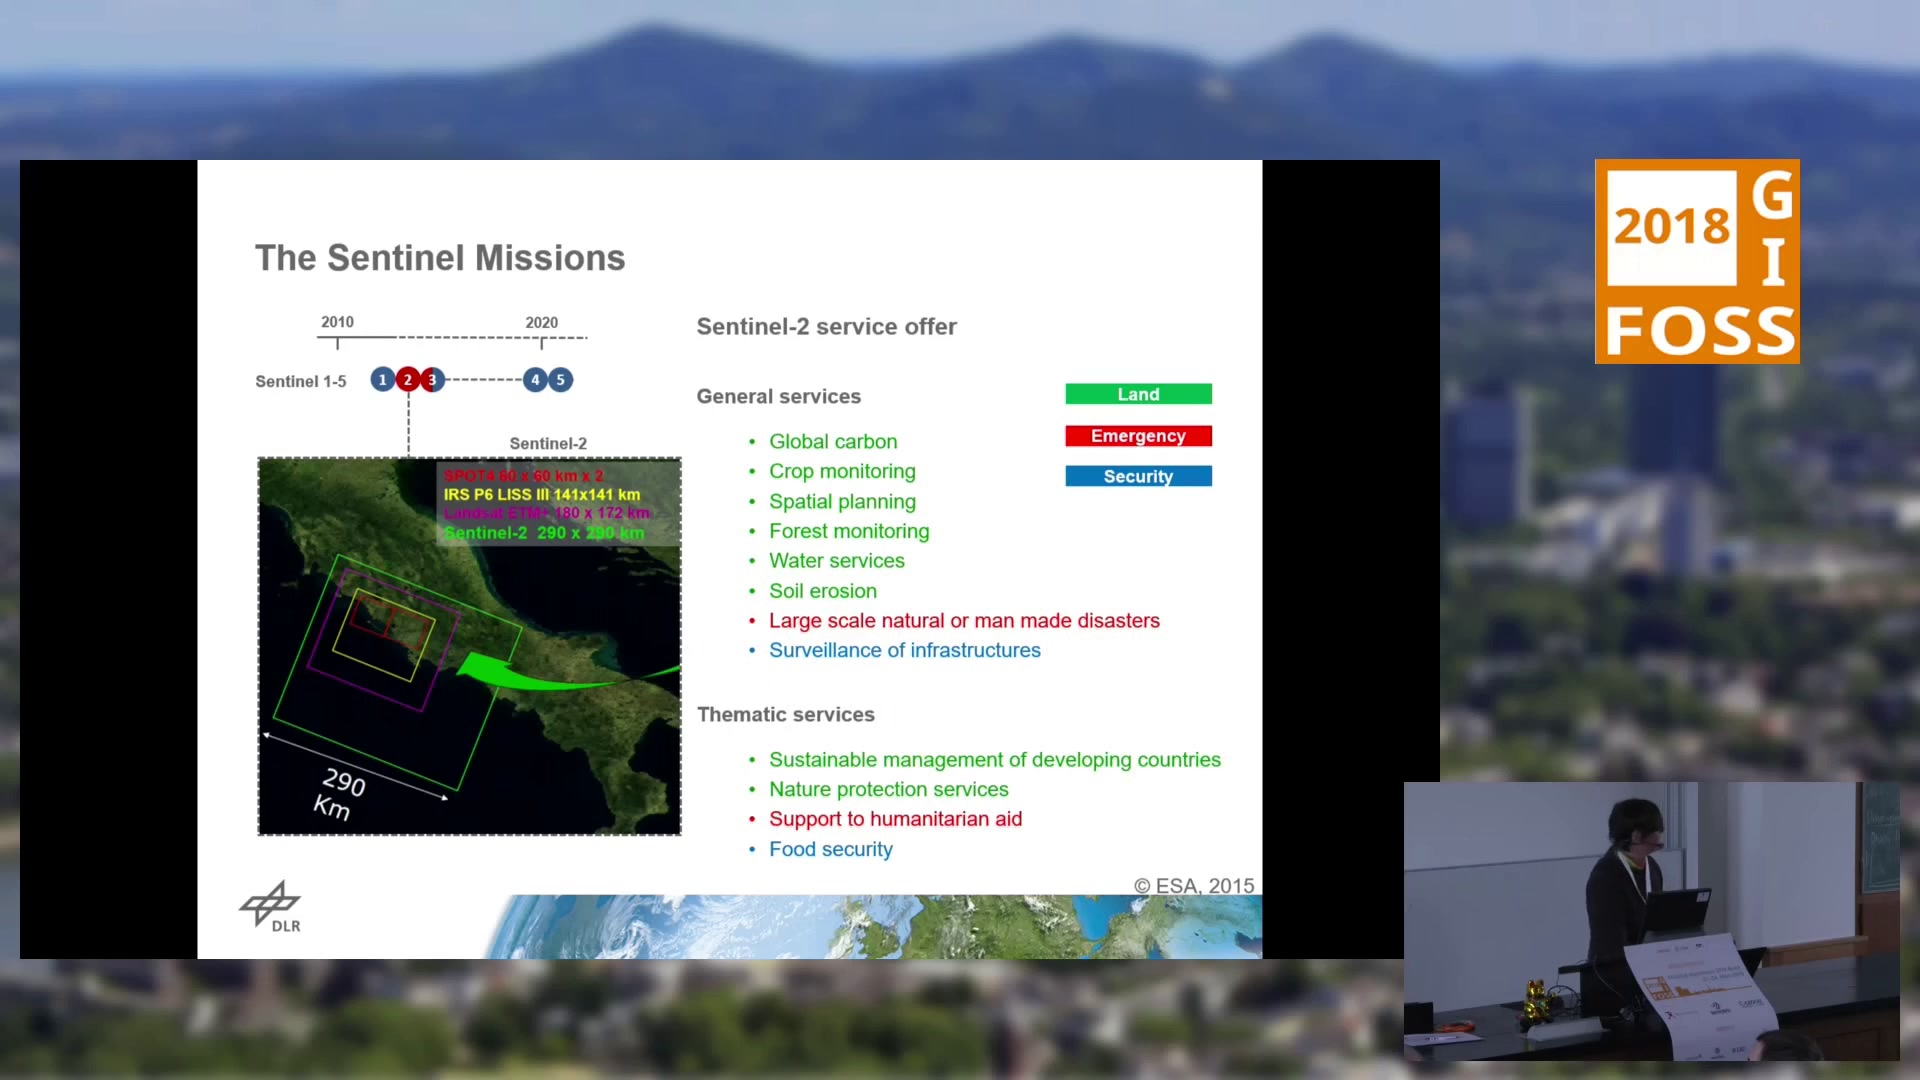 The Sentinel Missions
2010
2020
Sentinel 1-5
1
2
3
4
5
Sentinel-2
SPOT4 60 x 60 km x 2
IRS P6 LISS III 141x141 km
Landsat ETM+ 180 x 172 km
Sentinel-2 290 x 290 km
290
Km
DLR
Sentinel-2 service offer
General services
Land
Emergency
Security
• Global carbon
• Crop monitoring
• Spatial planning
• Forest monitoring
• Water services
• Soil erosion
• Large scale natural or man made disasters
• Surveillance of infrastructures
Thematic services
• Sustainable management of developing countries
• Nature protection services
• Support to humanitarian aid
• Food security
© ESA, 2015
2018
G
I
FOSS